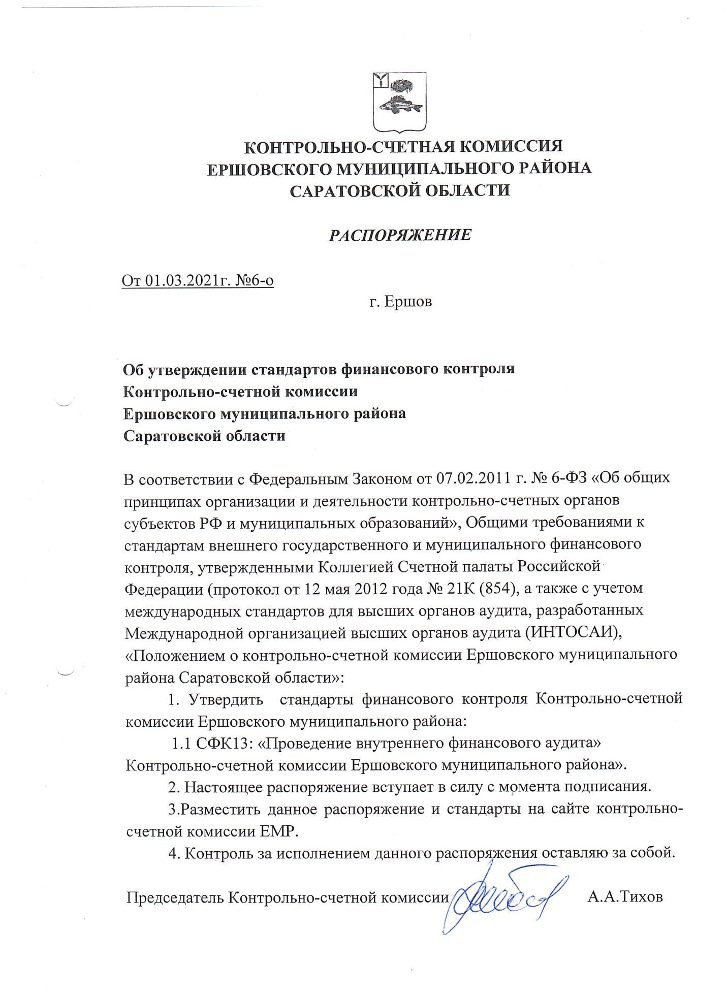 КОНТРОЛЬНО-СЧЕТНАЯ КОМИССИЯ
ЕРШОВСКОГО МУНИЦИПАЛЬНОГО РАЙОНА
САРАТОВСКОЙ ОБЛАСТИ
РАСПОРЯЖЕНИЕ
От 01.03.2021г. №6-о
г. Ершов
Об утверждении стандартов финансового контроля
Контрольно-счетной комиссии
Ершовского муниципального района
Саратовской области
В соответствии с Федеральным Законом от 07.02.2011 г. № 6-ФЗ «Об общих
принципах организации и деятельности контрольно-счетных органов
субъектов РФ и муниципальных образований», Общими требованиями к
стандартам внешнего государственного и муниципального финансового
контроля, утвержденными Коллегией Счетной палаты Российской
Федерации (протокол от 12 мая 2012 года № 21К (854), а также с учетом
международных стандартов для высших органов аудита, разработанных
Международной организацией высших органов аудита (ИНТОСАИ),
«Положением о контрольно-счетной комиссии Ершовского муниципального
района Саратовской области»:
1. Утвердить стандарты финансового контроля Контрольно-счетной
комиссии Ершовского муниципального района:
1.1 СФК13: «Проведение внутреннего финансового аудита»
Контрольно-счетной комиссии Ершовского муниципального района».
2. Настоящее распоряжение вступает в силу с момента подписания.
3.Разместить данное распоряжение и стандарты на сайте контрольно-
счетной комиссии ЕМР.
4. Контроль за исполнением данного распоряжения оставляю за собой.
Председатель Контрольно-счетной комиссии А.А.Тихов